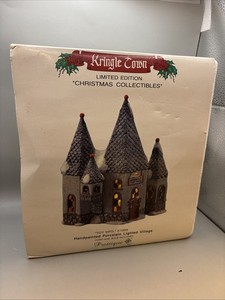 Kringle Town
LIMITED EDITION
"CHRISTMAS COLLECTIBLES"
Handpainted Porcelain Lighted Village